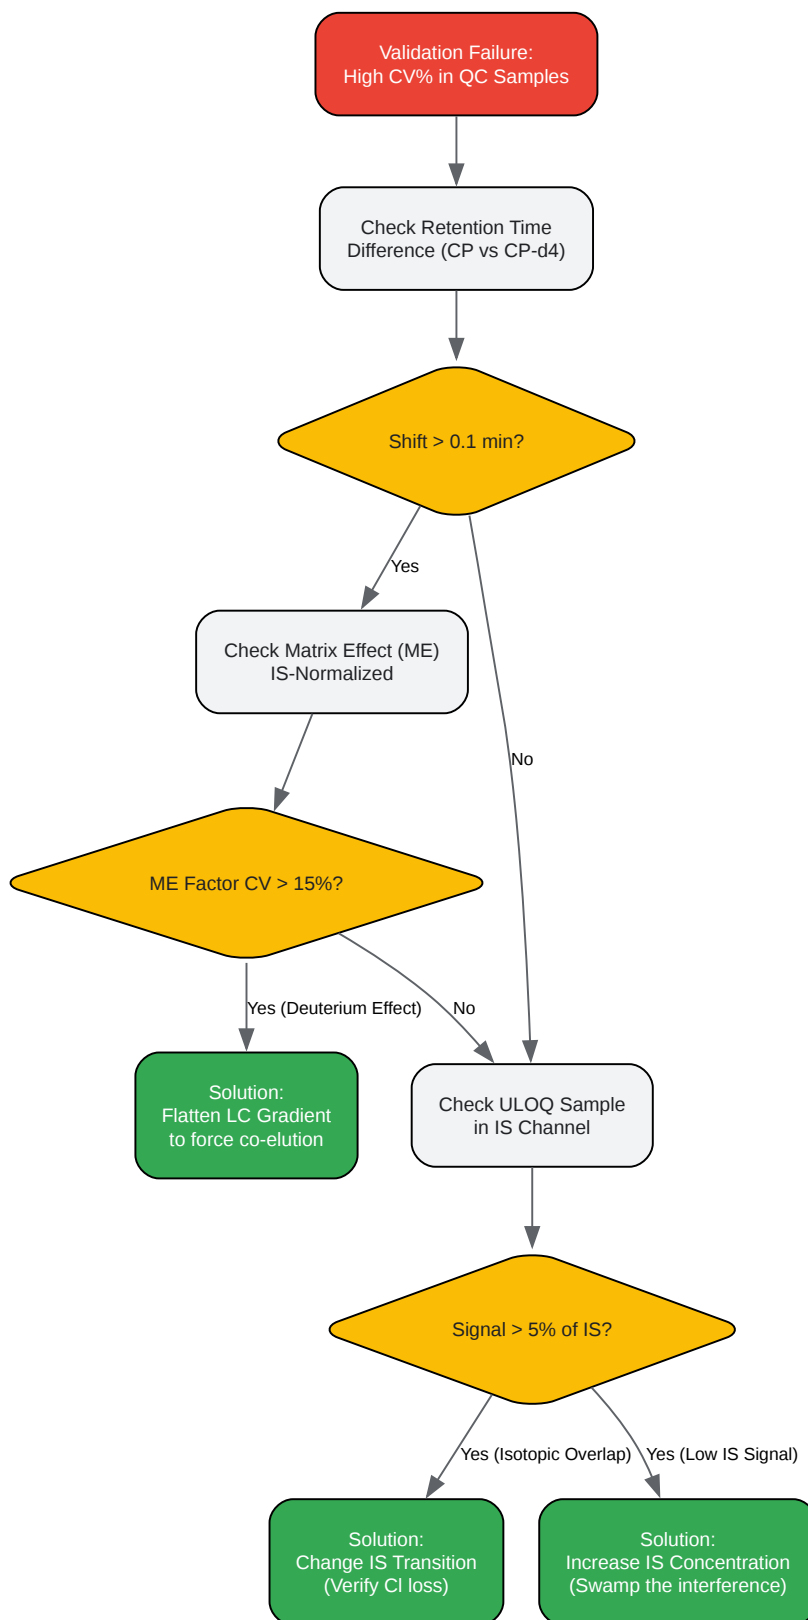 Validation Failure:
High CV% in QC Samples
Check Retention Time
Difference (CP vs CP-d4)
Shift > 0.1 min?
Yes
Check Matrix Effect (ME)
IS-Normalized
No
ME Factor CV > 15%?
Yes (Deuterium Effect)
No
Solution:
Flatten LC Gradient
to force co-elution
Check ULOQ Sample
in IS Channel
Signal > 5% of IS?
Yes (Isotopic Overlap)
Yes (Low IS Signal)
Solution:
Change IS Transition
(Verify Cl loss)
Solution:
Increase IS Concentration
(Swamp the interference)